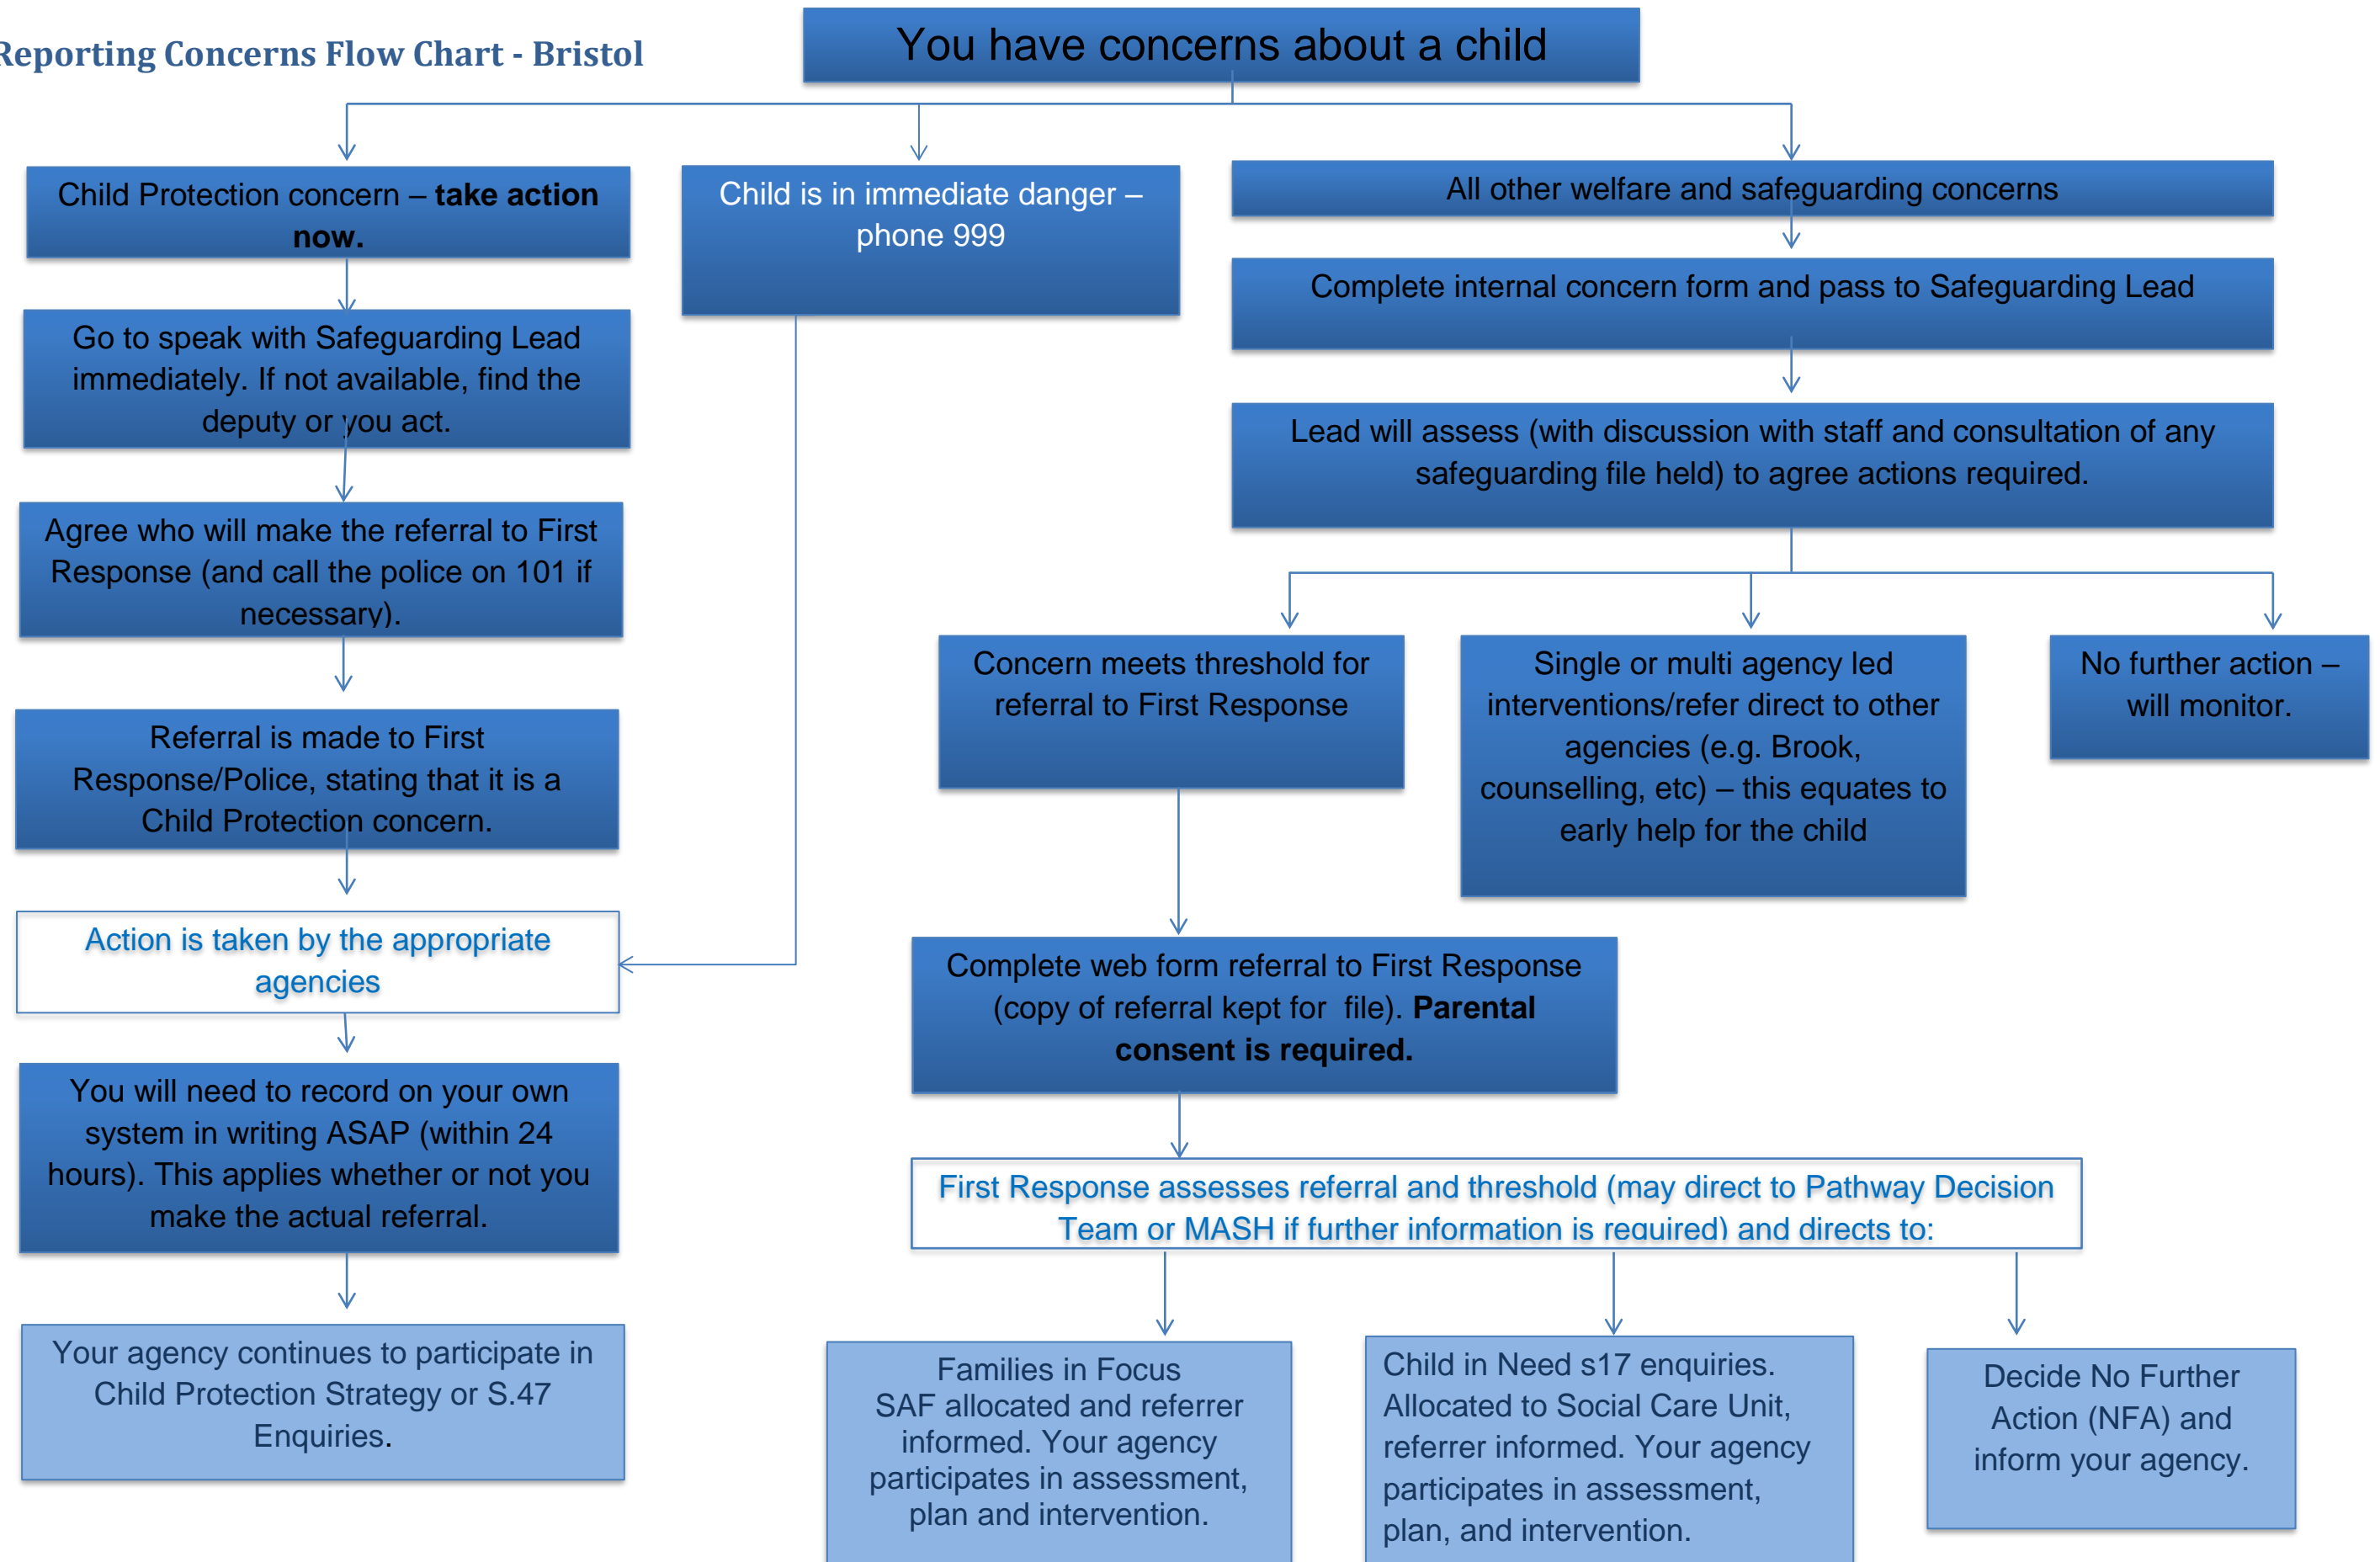 Reporting Concerns Flow Chart - Bristol
You have concerns about a child
Child Protection concern – take action
now.
Child is in immediate danger –
phone 999
All other welfare and safeguarding concerns
Complete internal concern form and pass to Safeguarding Lead
Go to speak with Safeguarding Lead
immediately. If not available, find the
deputy or you act.
Lead will assess (with discussion with staff and consultation of any
safeguarding file held) to agree actions required.
Agree who will make the referral to First
Response (and call the police on 101 if
necessary).
Concern meets threshold for
referral to First Response
Single or multi agency led
interventions/refer direct to other
agencies (e.g. Brook,
counselling, etc) – this equates to
early help for the child
No further action –
will monitor.
Referral is made to First
Response/Police, stating that it is a
Child Protection concern.
Action is taken by the appropriate
agencies
Complete web form referral to First Response
(copy of referral kept for  file). Parental
consent is required.
You will need to record on your own
system in writing ASAP (within 24
hours). This applies whether or not you
make the actual referral.
First Response assesses referral and threshold (may direct to Pathway Decision
Team or MASH if further information is required) and directs to:
Your agency continues to participate in
Child Protection Strategy or S.47
Enquiries.
Families in Focus
SAF allocated and referrer
informed. Your agency
participates in assessment,
plan and intervention.
Child in Need s17 enquiries.
Allocated to Social Care Unit,
referrer informed. Your agency
participates in assessment,
plan, and intervention.
Decide No Further
Action (NFA) and
inform your agency.